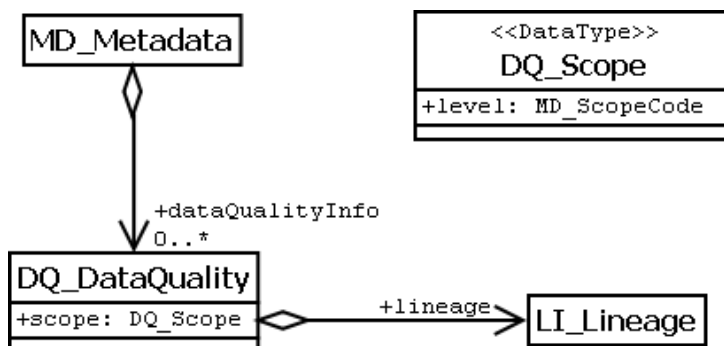 MD_Metadata
<<DataType>>
DQ_Scope
+level: MD_ScopeCode
+dataQualityInfo
0..*
DQ_DataQuality
+scope: DQ_Scope
+lineage
LI_Lineage